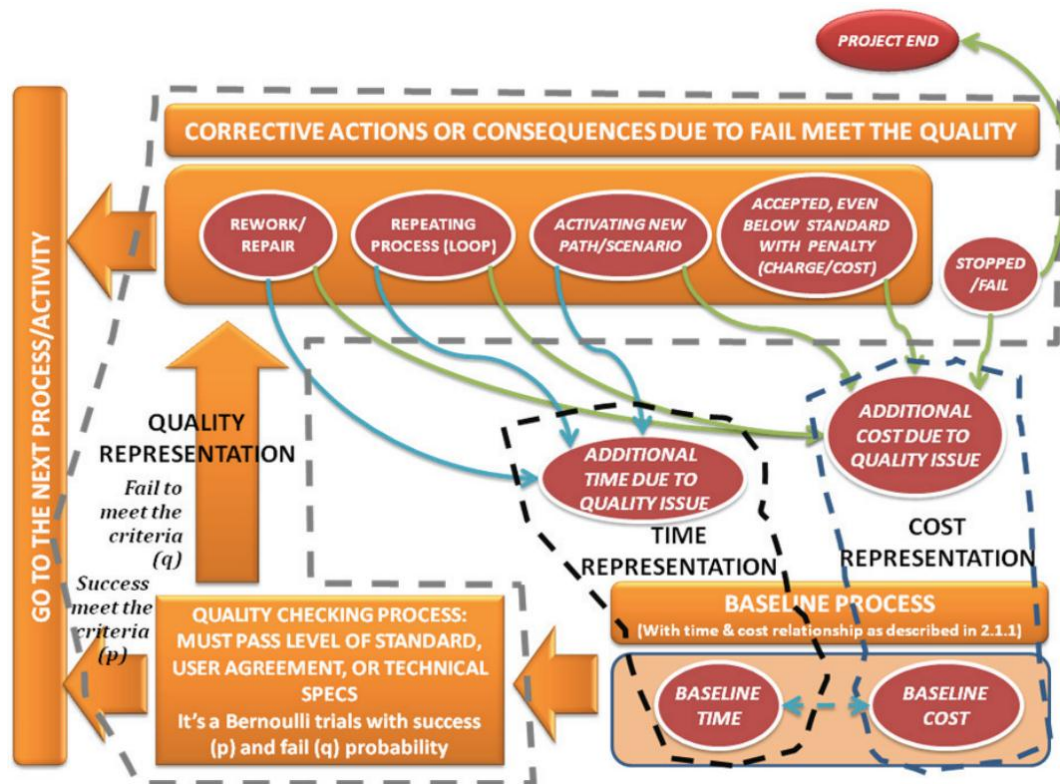 PROJECT END
CORRECTIVE ACTIONS OR CONSEQUENCES DUE TO FAIL MEET THE QUALITY
GO TO THE NEXT PROCESS/ACTIVITY
REWORK/
REPAIR
REPEATING
PROCESS (LOOP)
ACTIVATING NEW
PATH/SCENARIO
ACCEPTED, EVEN
BELOW STANDARD
WITH PENALTY
(CHARGE/COST)
STOPPED
/FAIL
QUALITY
REPRESENTATION
Fail to
meet the
criteria
(q)
Success
meet the
criteria
(p)
ADDITIONAL
TIME DUE TO
QUALITY ISSUE
ADDITIONAL
COST DUE TO
QUALITY ISSUE
TIME
REPRESENTATION
COST
REPRESENTATION
QUALITY CHECKING PROCESS:
MUST PASS LEVEL OF STANDARD,
USER AGREEMENT, OR TECHNICAL
SPECS
It's a Bernoulli trials with success
(p) and fail (q) probability
BASELINE PROCESS
(With time & cost relationship as described in 2.1.1)
BASELINE
TIME
BASELINE
COST